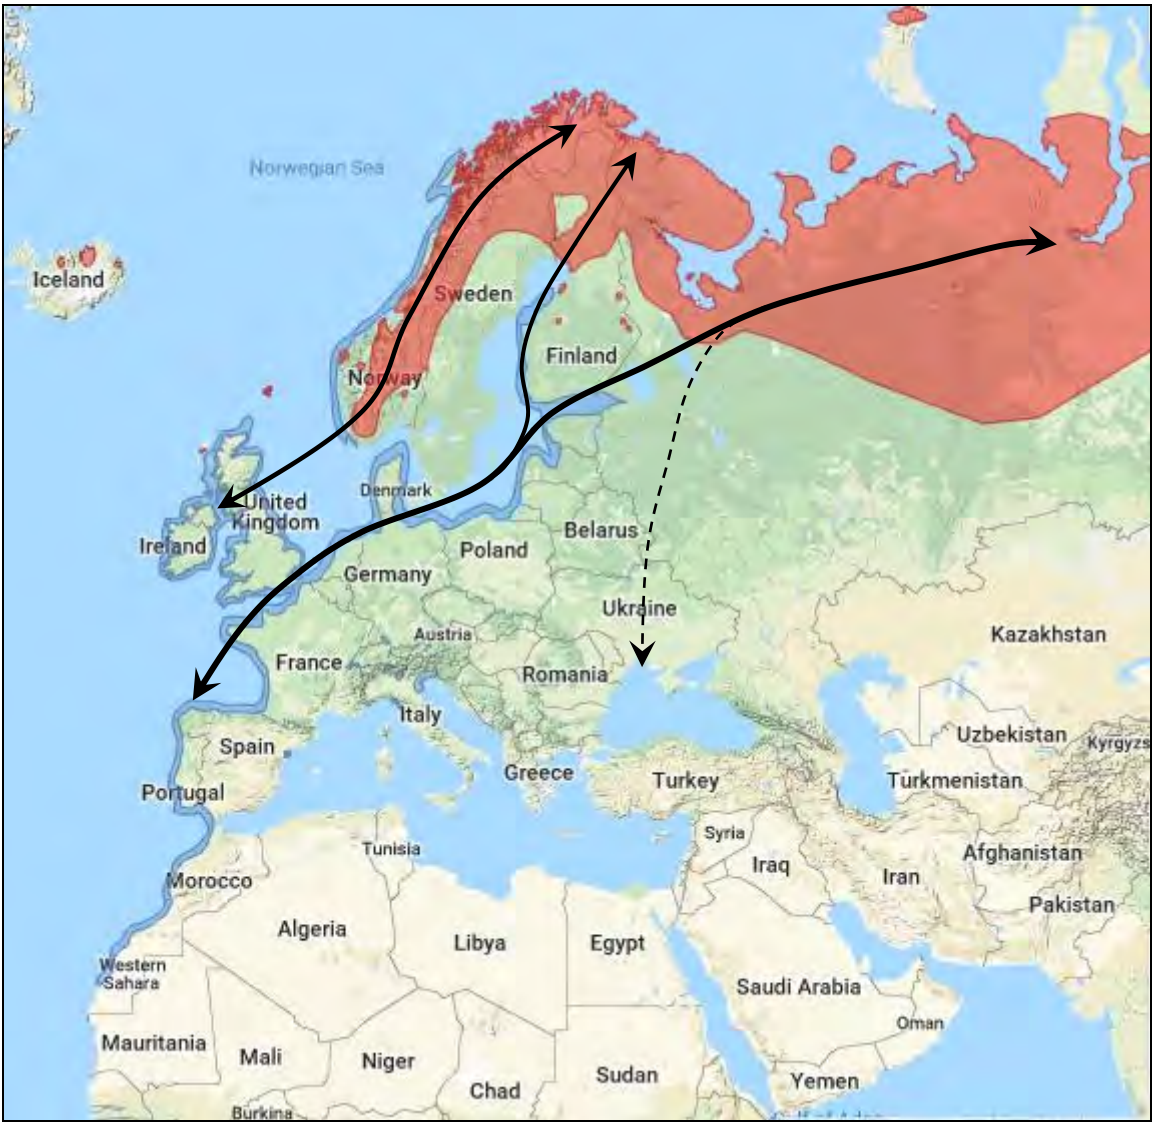 Norwegian Sea
Iceland
Sweden
Finland
Norway
United
Kingdom
Denmark
Ireland
Belarus
Poland
Germany
Ukraine
Kazakhstan
Austria
France
Romania
Italy
Spain
Uzbekistan
Kyrgyzs
Greece
Turkey
Turkmenistan
Portugal
Syria
Tunisia
Afghanistan
Iraq
Iran
Morocco
Pakistan
Algeria
Libya
Egypt
Western
Sahara
Saudi Arabia
Oman
Mauritania
Mali
Niger
Sudan
Yemen
Chad
Burkina